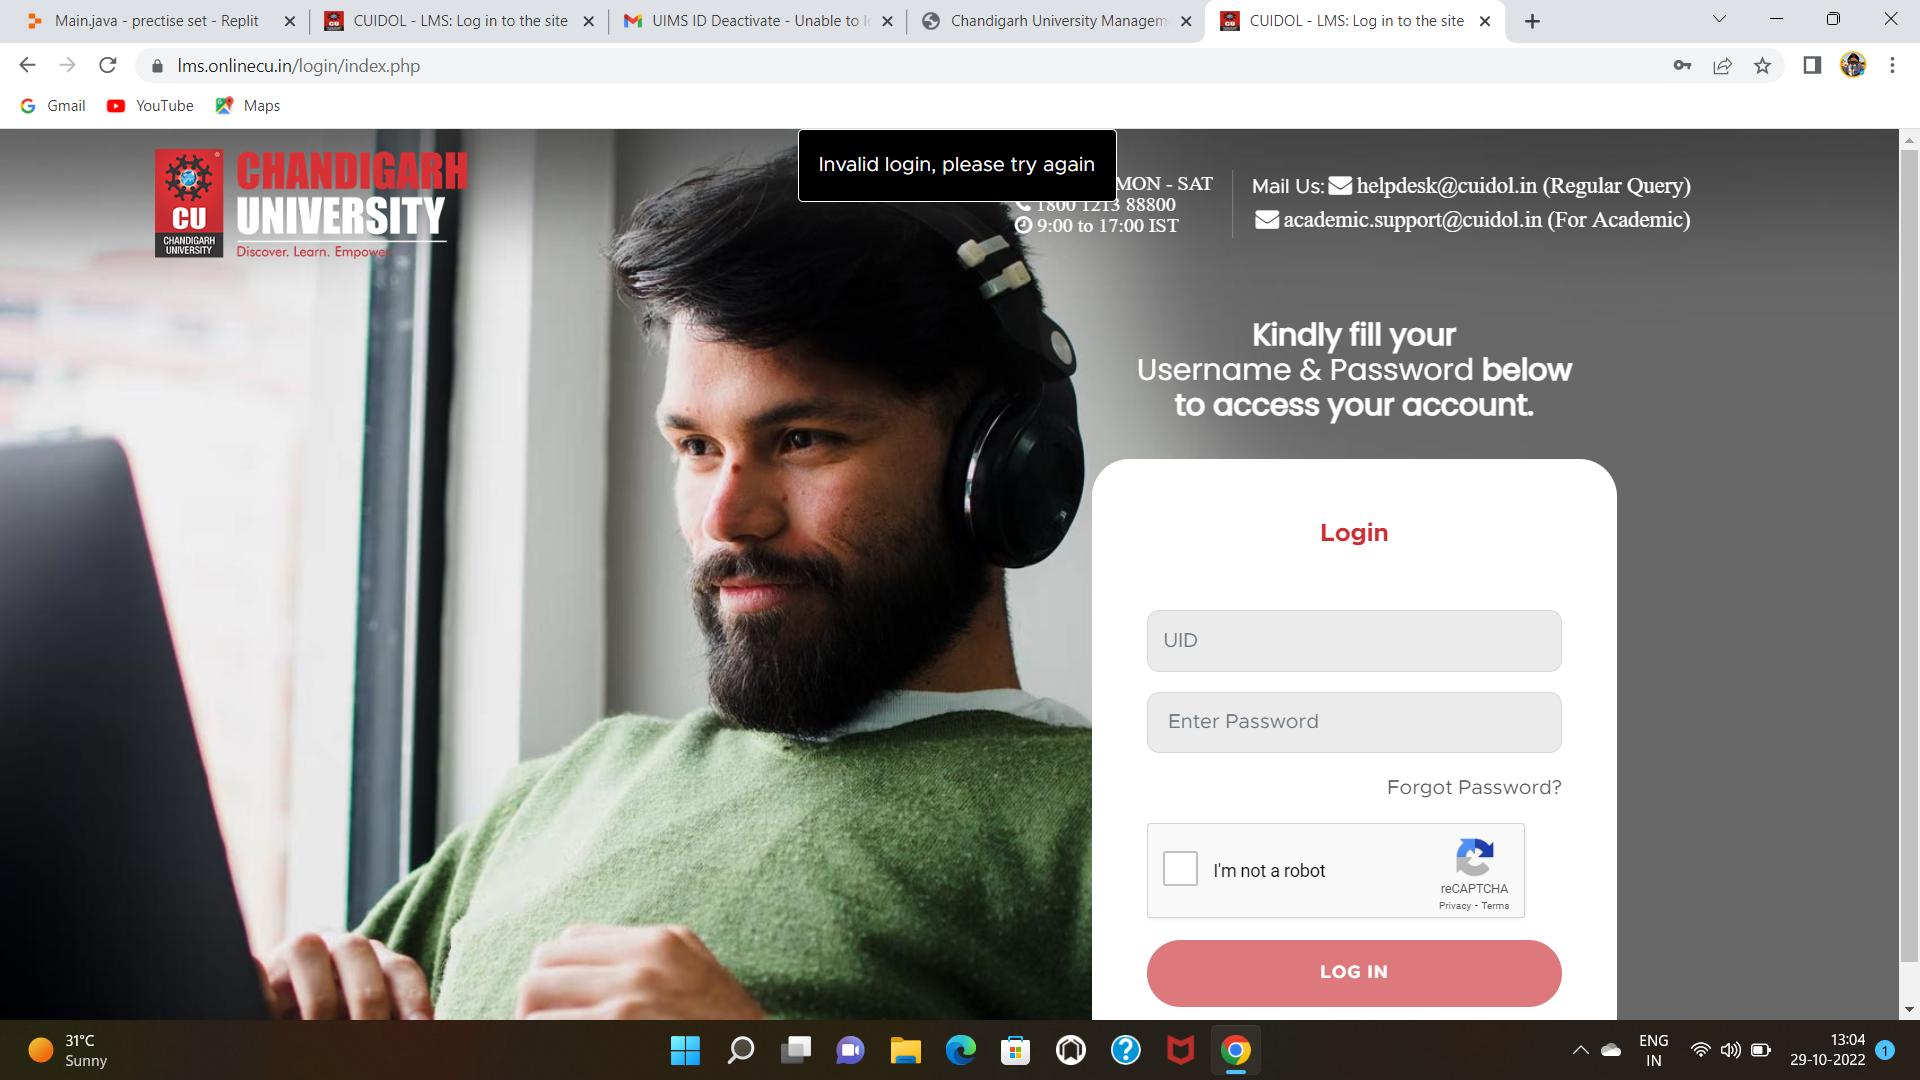 Main.java - prectise set - Replit
CUIDOL - LMS: Log in to the site
UIMS ID Deactivate - Unable to l
Chandigarh University Managem
CUIDOL - LMS: Log in to the site
lms.onlinecu.in/login/index.php
Gmail
YouTube
Maps
CU
CHANDIGARH
UNIVERSITY
CHANDIGARH
UNIVERSITY
Discover. Learn. Empower.
Invalid login, please try again
MON - SAT
1800 1213 88800
9:00 to 17:00 IST
Mail Us: helpdesk@cuidol.in (Regular Query)
academic.support@cuidol.in (For Academic)
Kindly fill your
Username & Password below
to access your account.
Login
UID
Enter Password
Forgot Password?
I'm not a robot
reCAPTCHA
Privacy - Terms
LOG IN
31°C
Sunny
ENG
IN
13:04
29-10-2022
1